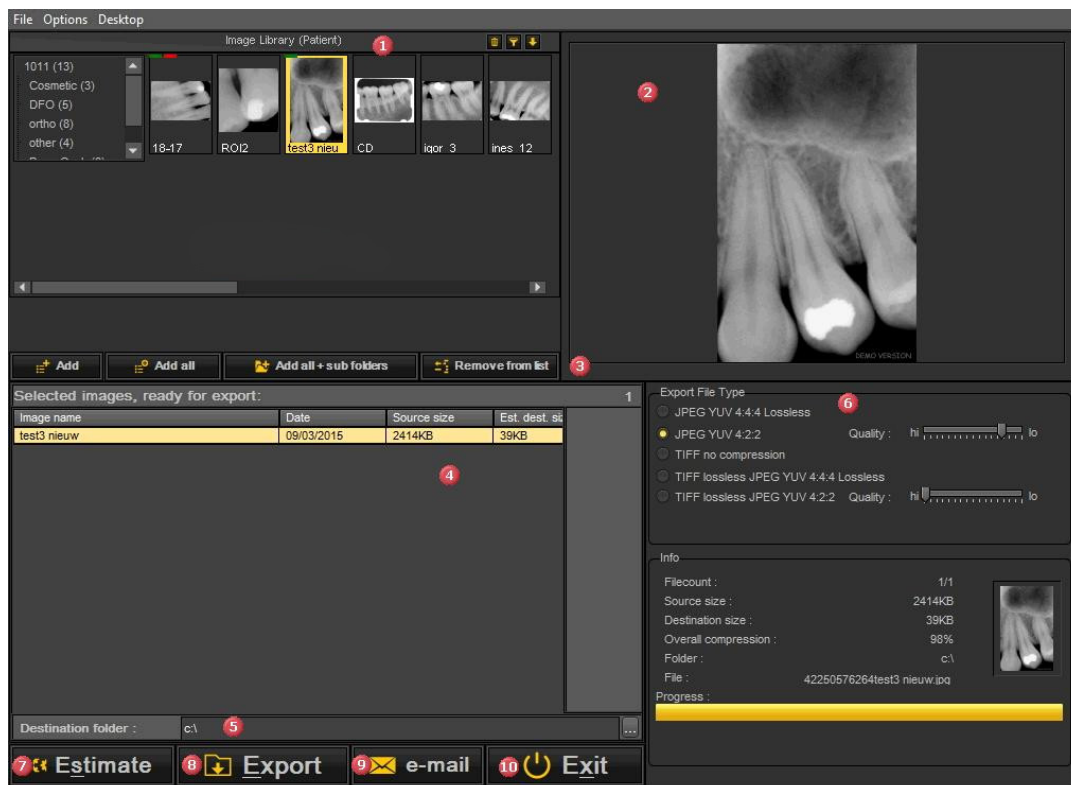 File Options Desktop
Image Library (Patient)
1
1011 (13)
Cosmetic (3)
DFO (5)
ortho (8)
other (4)
18-17
ROI2
test3 nieu
CD
igor_3
ines_12
2
DEMO VERSION
Add
Add all
Add all + sub folders
Remove from list
3
Selected images, ready for export: 1
Image name Date Source size Est. dest. si
test3 nieuw 09/03/2015 2414KB 39KB
4
Destination folder : c:\ 5
...
7 Estimate
8 Export
9 e-mail
10 Exit
Export File Type
6
JPEG YUV 4:4:4 Lossless
JPEG YUV 4:2:2 Quality : hi lo
TIFF no compression
TIFF lossless JPEG YUV 4:4:4 Lossless
TIFF lossless JPEG YUV 4:2:2 Quality : hi lo
Info
Filecount : 1/1
Source size : 2414KB
Destination size : 39KB
Overall compression : 98%
Folder : c:\
File : 42250576264test3 nieuw.jpg
Progress :